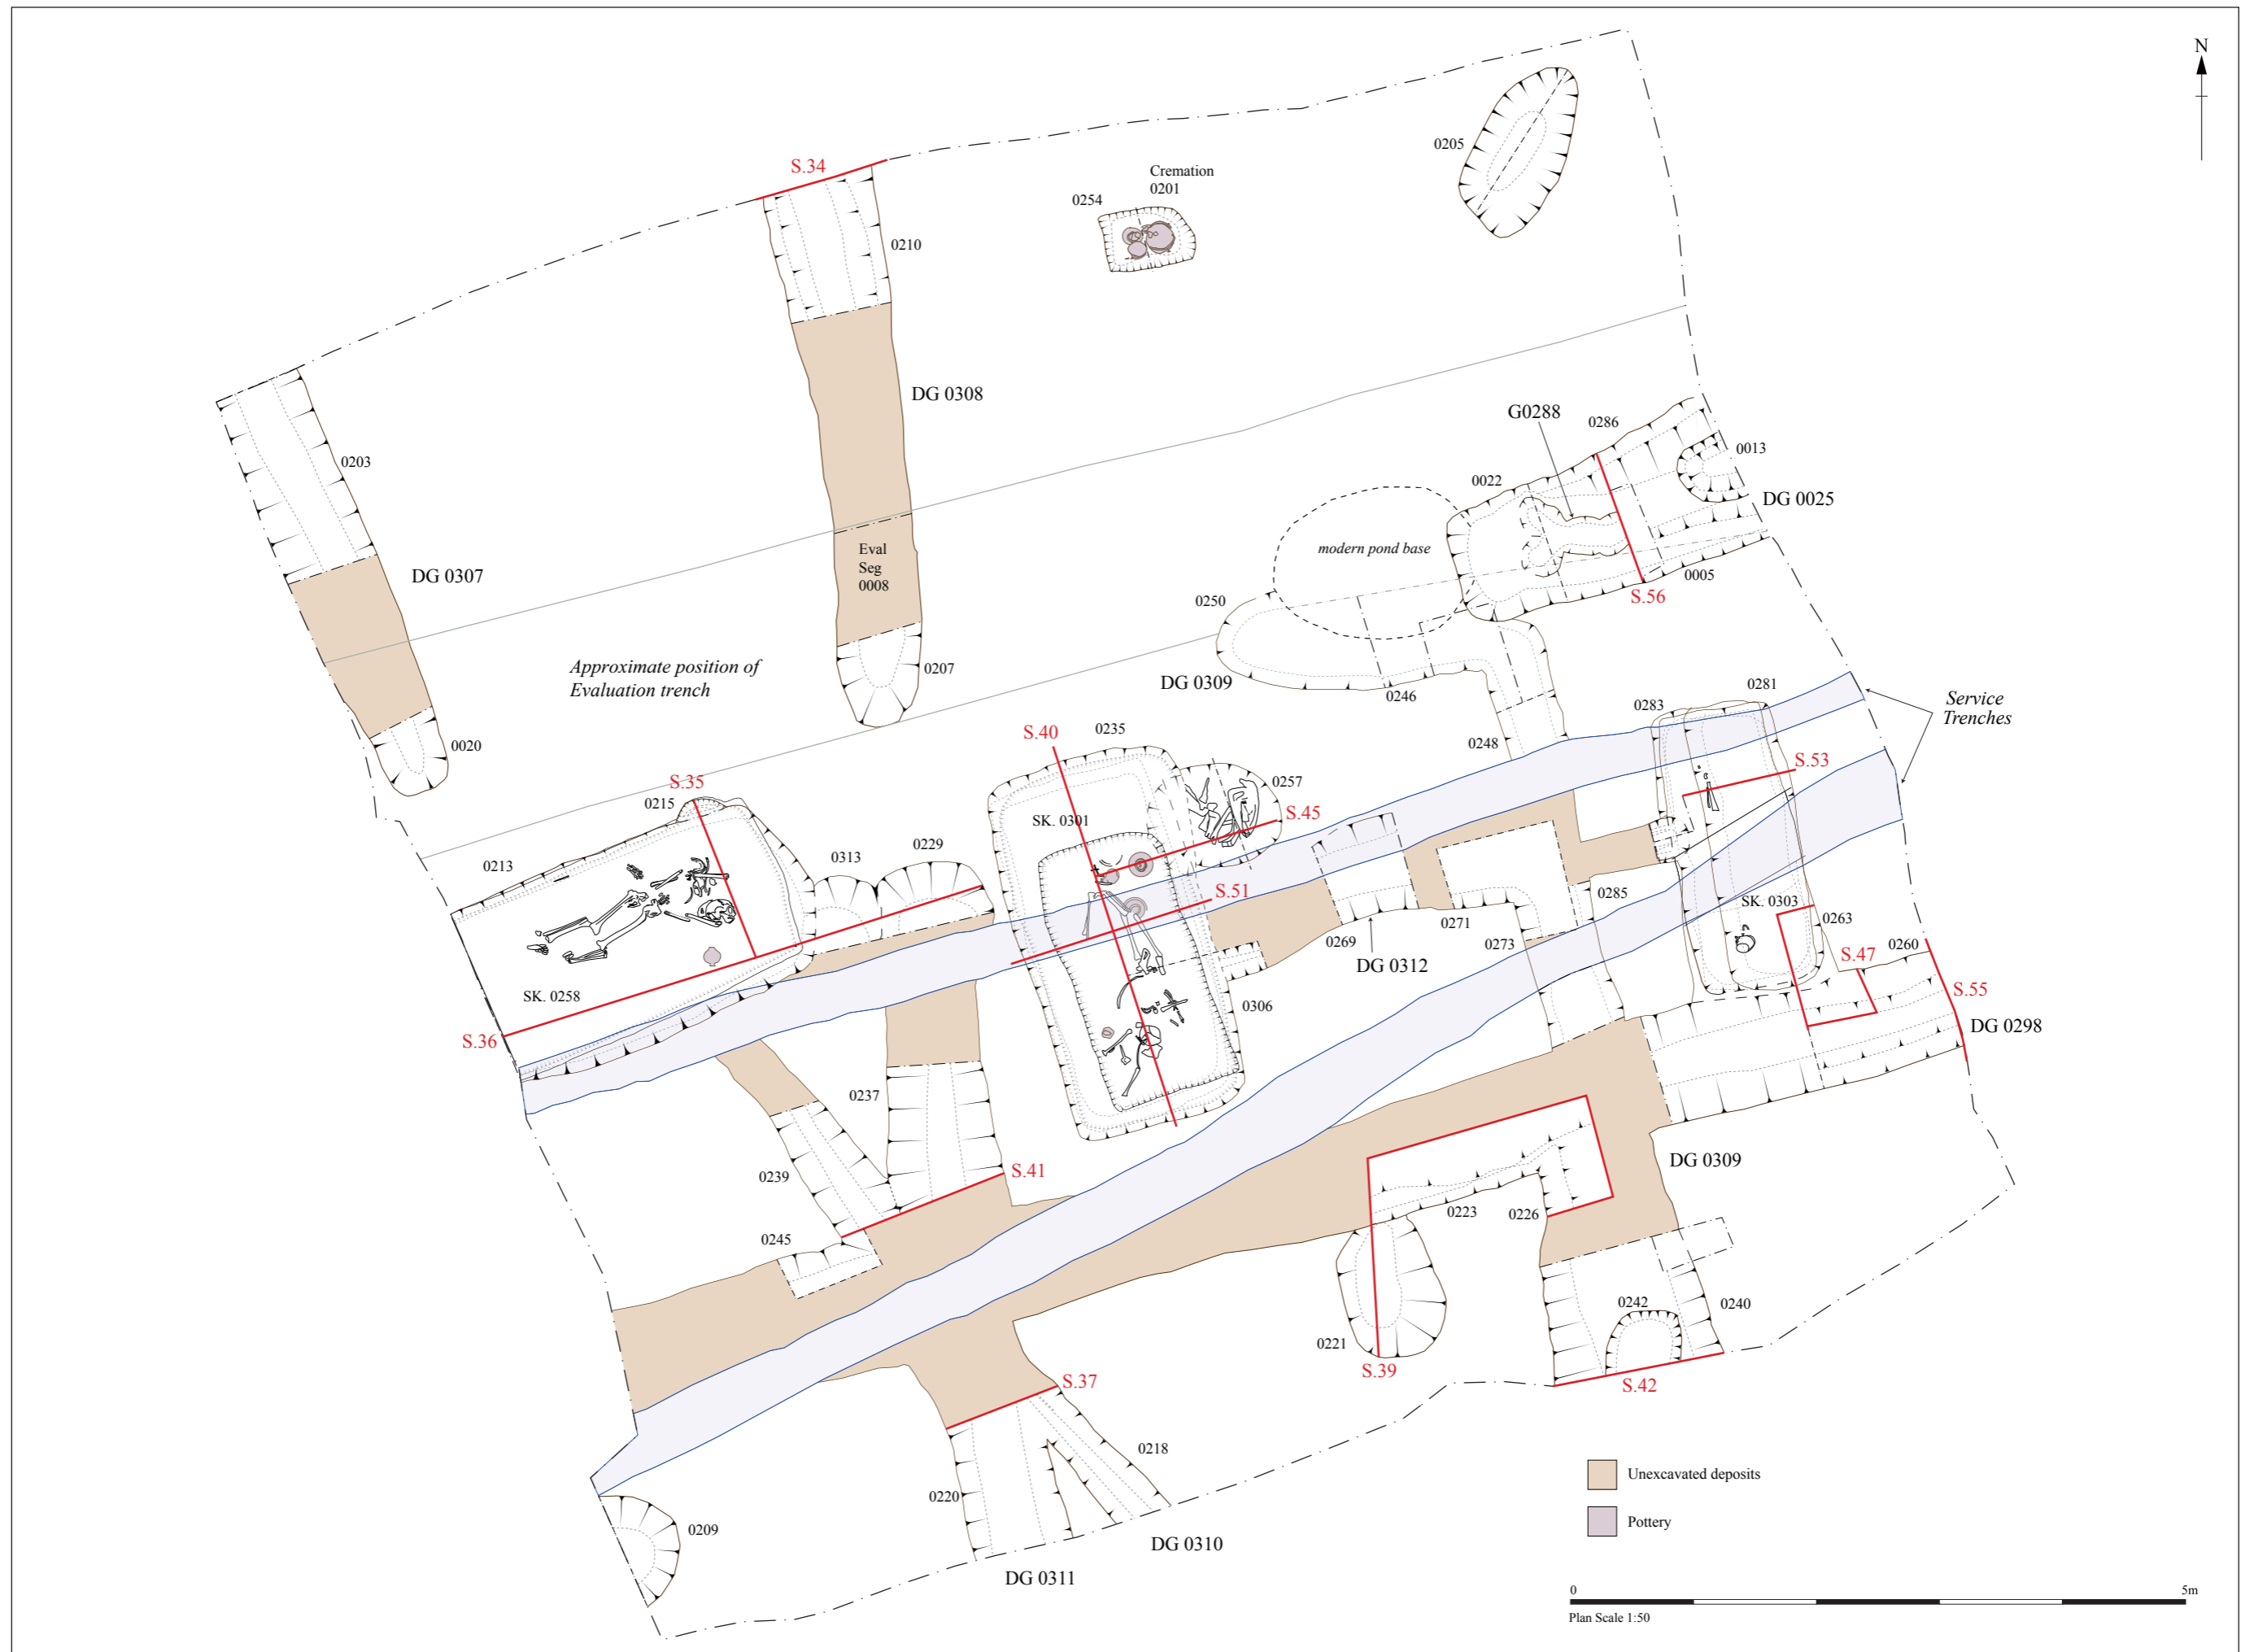 N
S.34
Cremation
0201
0254
0205
0210
DG 0308
0203
G0288
0286
0022
0013
DG 0025
Eval
Seg
0008
modern pond base
DG 0307
0005
S.56
0250
Approximate position of
Evaluation trench
0207
DG 0309
0246
0281
0283
Service
Trenches
0020
S.40
0235
0248
S.53
S.35
0257
0215
S.45
SK. 0301
0213
0313
0229
S.51
0285
SK. 0303
0263
0269
0271
0273
0260
DG 0312
S.47
SK. 0258
0306
S.55
S.36
DG 0298
0237
0239
S.41
DG 0309
0223
0226
0245
0242
0240
0221
S.39
S.42
S.37
0218
Unexcavated deposits
0220
0209
Pottery
DG 0310
DG 0311
0
5m
Plan Scale 1:50